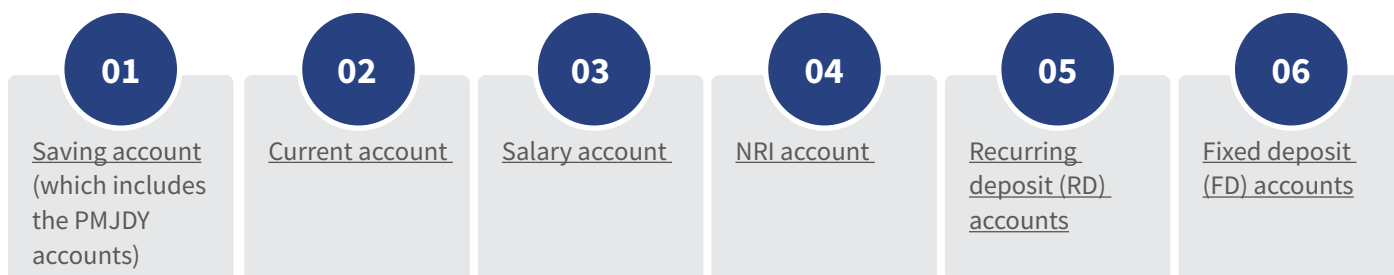 01
Saving account
(which includes
the PMJDY
accounts)
02
Current account
03
Salary account
04
NRI account
05
Recurring
deposit (RD)
accounts
06
Fixed deposit
(FD) accounts